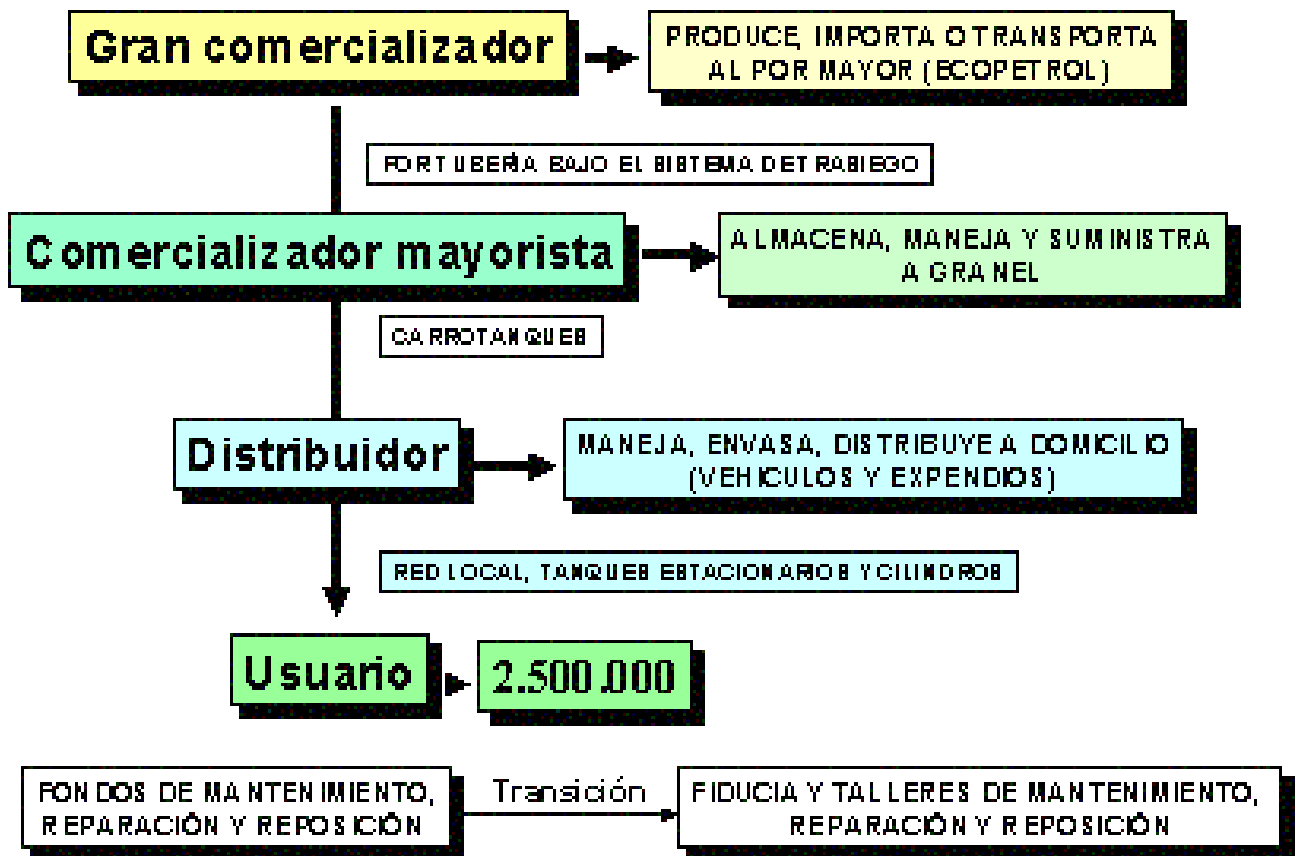 Gran comercializador
PRODUCE, IMPORTA O TRANSPORTA
AL POR MAYOR (ECOPETROL)
POR TUBERÍA BAJO EL SISTEMA DE TRASIEGO
Comercializador mayorista
ALMACENA, MANEJA Y SUMINISTRA
A GRANEL
CARROTANQUES
Distribuidor
MANEJA, ENVASA, DISTRIBUYE A DOMICILIO
(VEHICULOS Y EXPENDIOS)
RED LOCAL, TANQUES ESTACIONARIOS Y CILINDROS
Usuario
2.500.000
FONDOS DE MANTENIMIENTO,
REPARACIÓN Y REPOSICIÓN
Transición
FIDUCIA Y TALLERES DE MANTENIMIENTO,
REPARACIÓN Y REPOSICIÓN